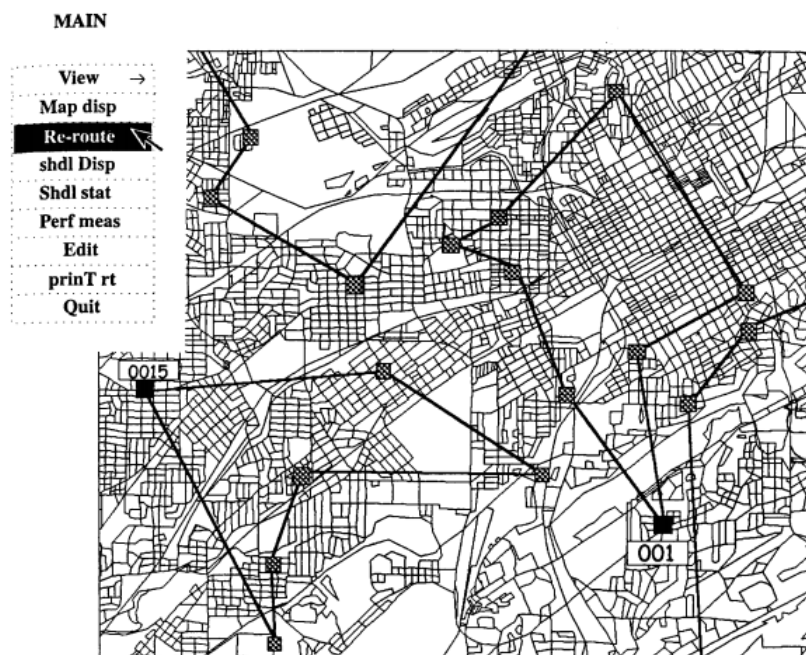 MAIN
View →
Map disp
Re-route
shdl Disp
Shdl stat
Perf meas
Edit
prinT rt
Quit
0015
001